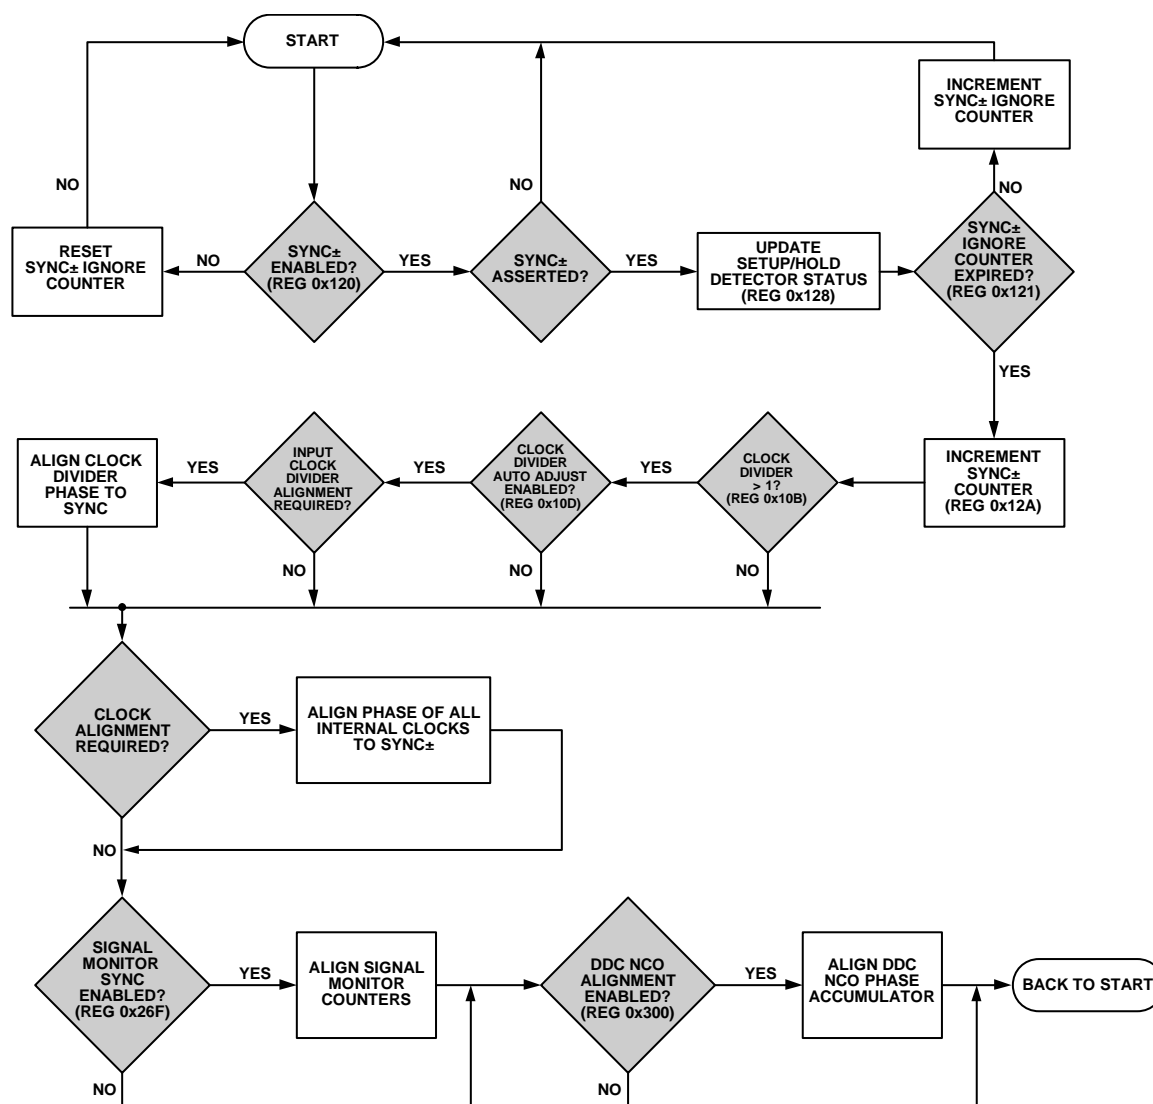 START
INCREMENT
SYNC± IGNORE
COUNTER
NO
NO
NO
RESET
SYNC± IGNORE
COUNTER
NO
SYNC±
ENABLED?
(REG 0x120)
YES
SYNC±
ASSERTED?
YES
UPDATE
SETUP/HOLD
DETECTOR STATUS
(REG 0x128)
SYNC±
IGNORE
COUNTER
EXPIRED?
(REG 0x121)
YES
ALIGN CLOCK
DIVIDER
PHASE TO
SYNC
YES
INPUT
CLOCK
DIVIDER
ALIGNMENT
REQUIRED?
YES
CLOCK
DIVIDER
AUTO ADJUST
ENABLED?
(REG 0x10D)
YES
CLOCK
DIVIDER
> 1?
(REG 0x10B)
INCREMENT
SYNC±
COUNTER
(REG 0x12A)
NO
NO
NO
CLOCK
ALIGNMENT
REQUIRED?
YES
ALIGN PHASE OF ALL
INTERNAL CLOCKS
TO SYNC±
NO
SIGNAL
MONITOR
SYNC
ENABLED?
(REG 0x26F)
YES
ALIGN SIGNAL
MONITOR
COUNTERS
DDC NCO
ALIGNMENT
ENABLED?
(REG 0x300)
YES
ALIGN DDC
NCO PHASE
ACCUMULATOR
BACK TO START
NO
NO